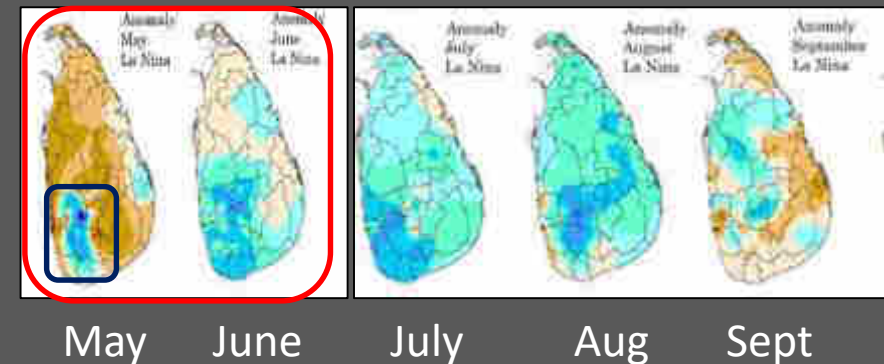 Anomaly
May
La Nina
Anomaly
June
La Nina
Anomaly
July
La Nina
Anomaly
August
La Nina
Anomaly
September
La Nina
May June July Aug Sept